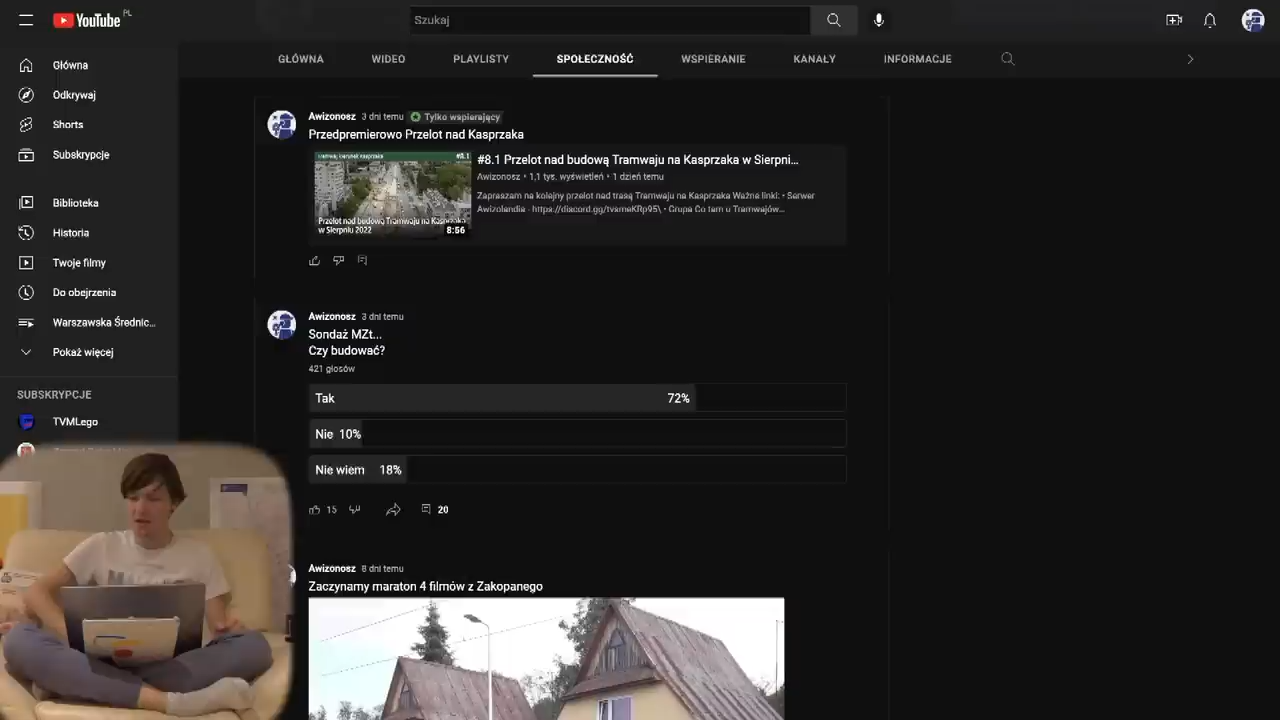 YouTube PL
Szukaj
Główna
Odkrywaj
Shorts
Subskrypcje
Biblioteka
Historia
Twoje filmy
Do obejrzenia
Warszawska Średnic...
Pokaż więcej
SUBSKRYPCJE
TVMLego
GŁÓWNA
WIDEO
PLAYLISTY
SPOŁECZNOŚĆ
WSPIERANIE
KANAŁY
INFORMACJE
Awizonosz 3 dni temu Tylko wspierający
Przedpremierowo Przelot nad Kasprzaka
#8.1
Przelot nad budową Tramwaju na Kasprzaka
w Sierpniu 2022
8:56
#8.1 Przelot nad budową Tramwaju na Kasprzaka w Sierpni...
Awizonosz • 1,1 tys. wyświetleń • 1 dzień temu
Zapraszam na kolejny przelot nad trasą Tramwaju na Kasprzaka Ważne linki: • Serwer
Awizolandia - https://discord.gg/tvsmeKRp95\ • Grupa Co tam u Tramwajów...
Awizonosz 3 dni temu
Sondaż MZt...
Czy budować?
421 głosów
Tak 72%
Nie 10%
Nie wiem 18%
15
20
Awizonosz 8 dni temu
Zaczynamy maraton 4 filmów z Zakopanego